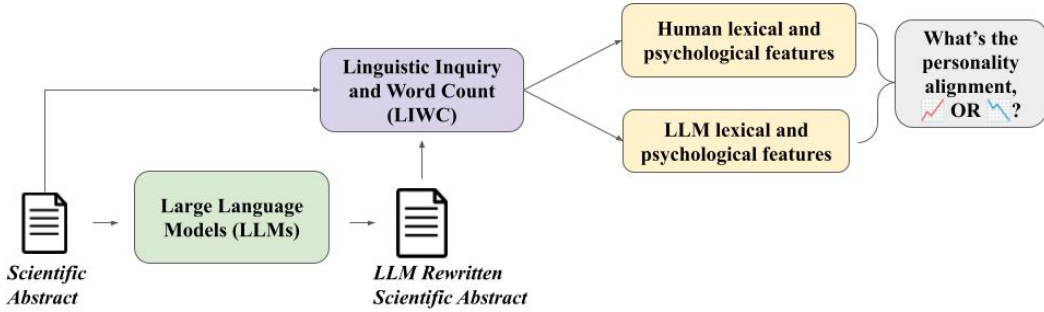 Human lexical and
psychological features
What's the
personality
alignment,
📈 OR 📉?
Linguistic Inquiry
and Word Count
(LIWC)
LLM lexical and
psychological features
Large Language
Models (LLMs)
Scientific
Abstract
LLM Rewritten
Scientific Abstract